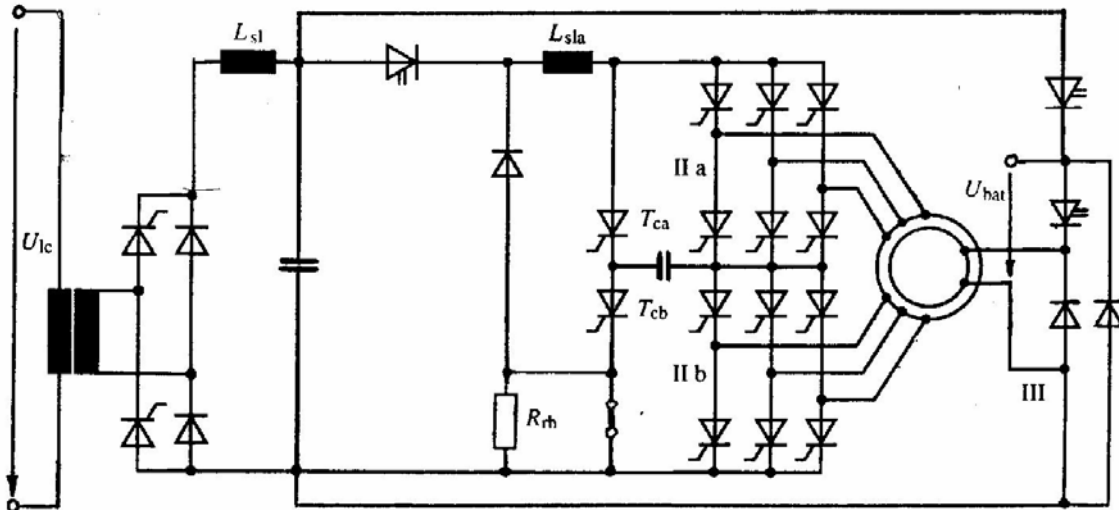 L_sl
L_sla
II a
U_bat
T_ca
U_lc
T_cb
II b
III
R_rh